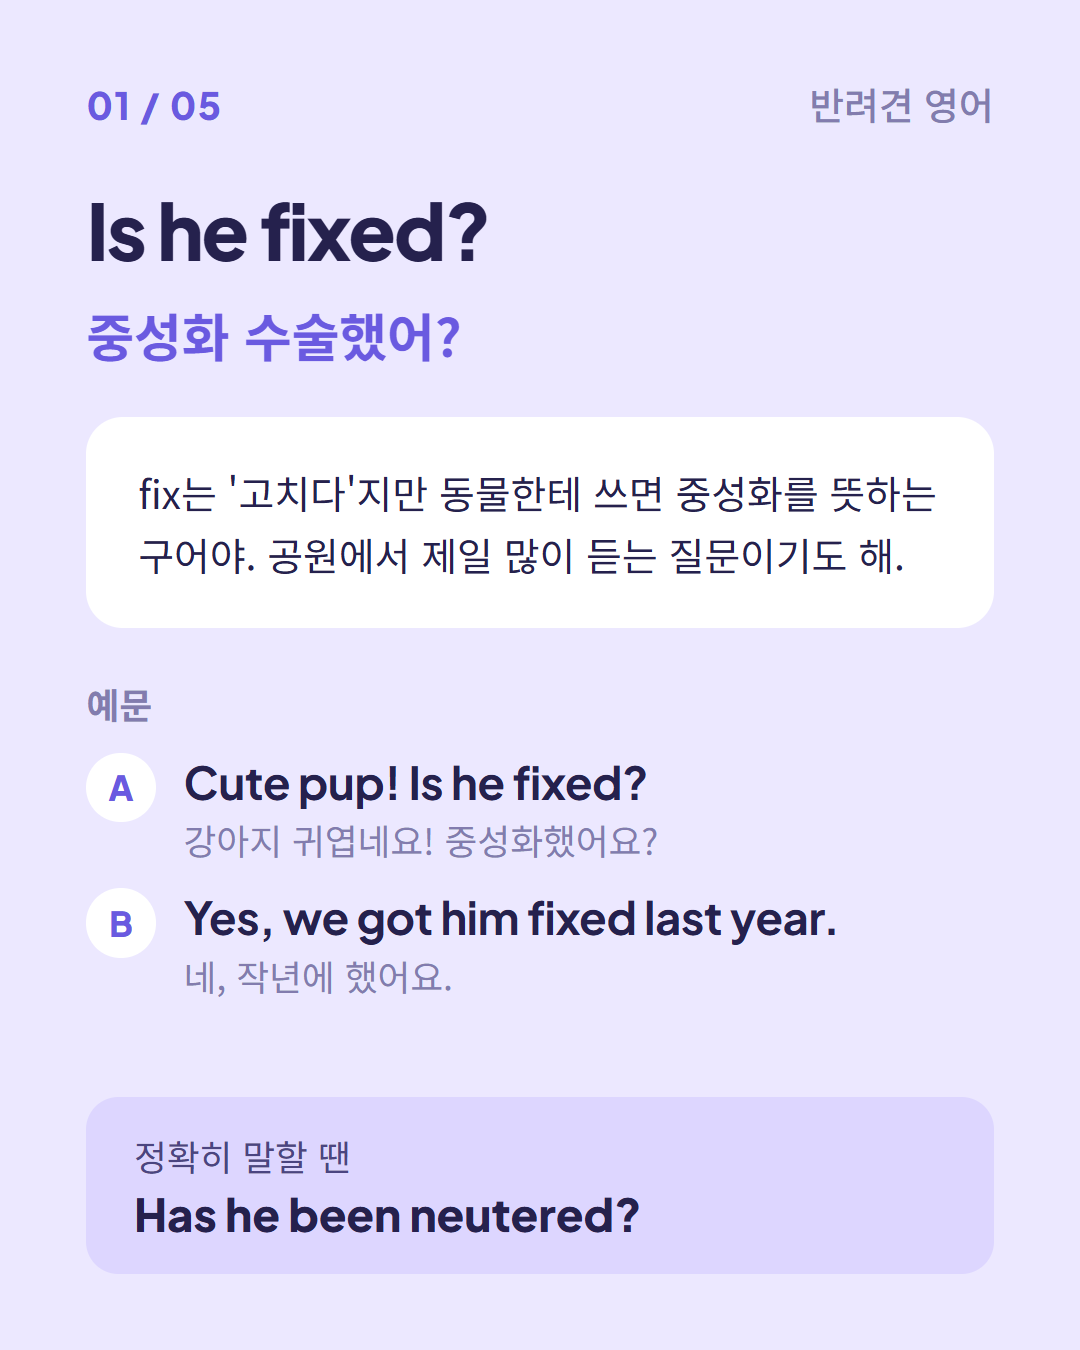 01 / 05
반려견 영어
Is he fixed?
중성화 수술했어?
fix는 '고치다'지만 동물한테 쓰면 중성화를 뜻하는
구어야. 공원에서 제일 많이 듣는 질문이기도 해.
예문
A
Cute pup! Is he fixed?
강아지 귀엽네요! 중성화했어요?
B
Yes, we got him fixed last year.
네, 작년에 했어요.
정확히 말할 땐
Has he been neutered?